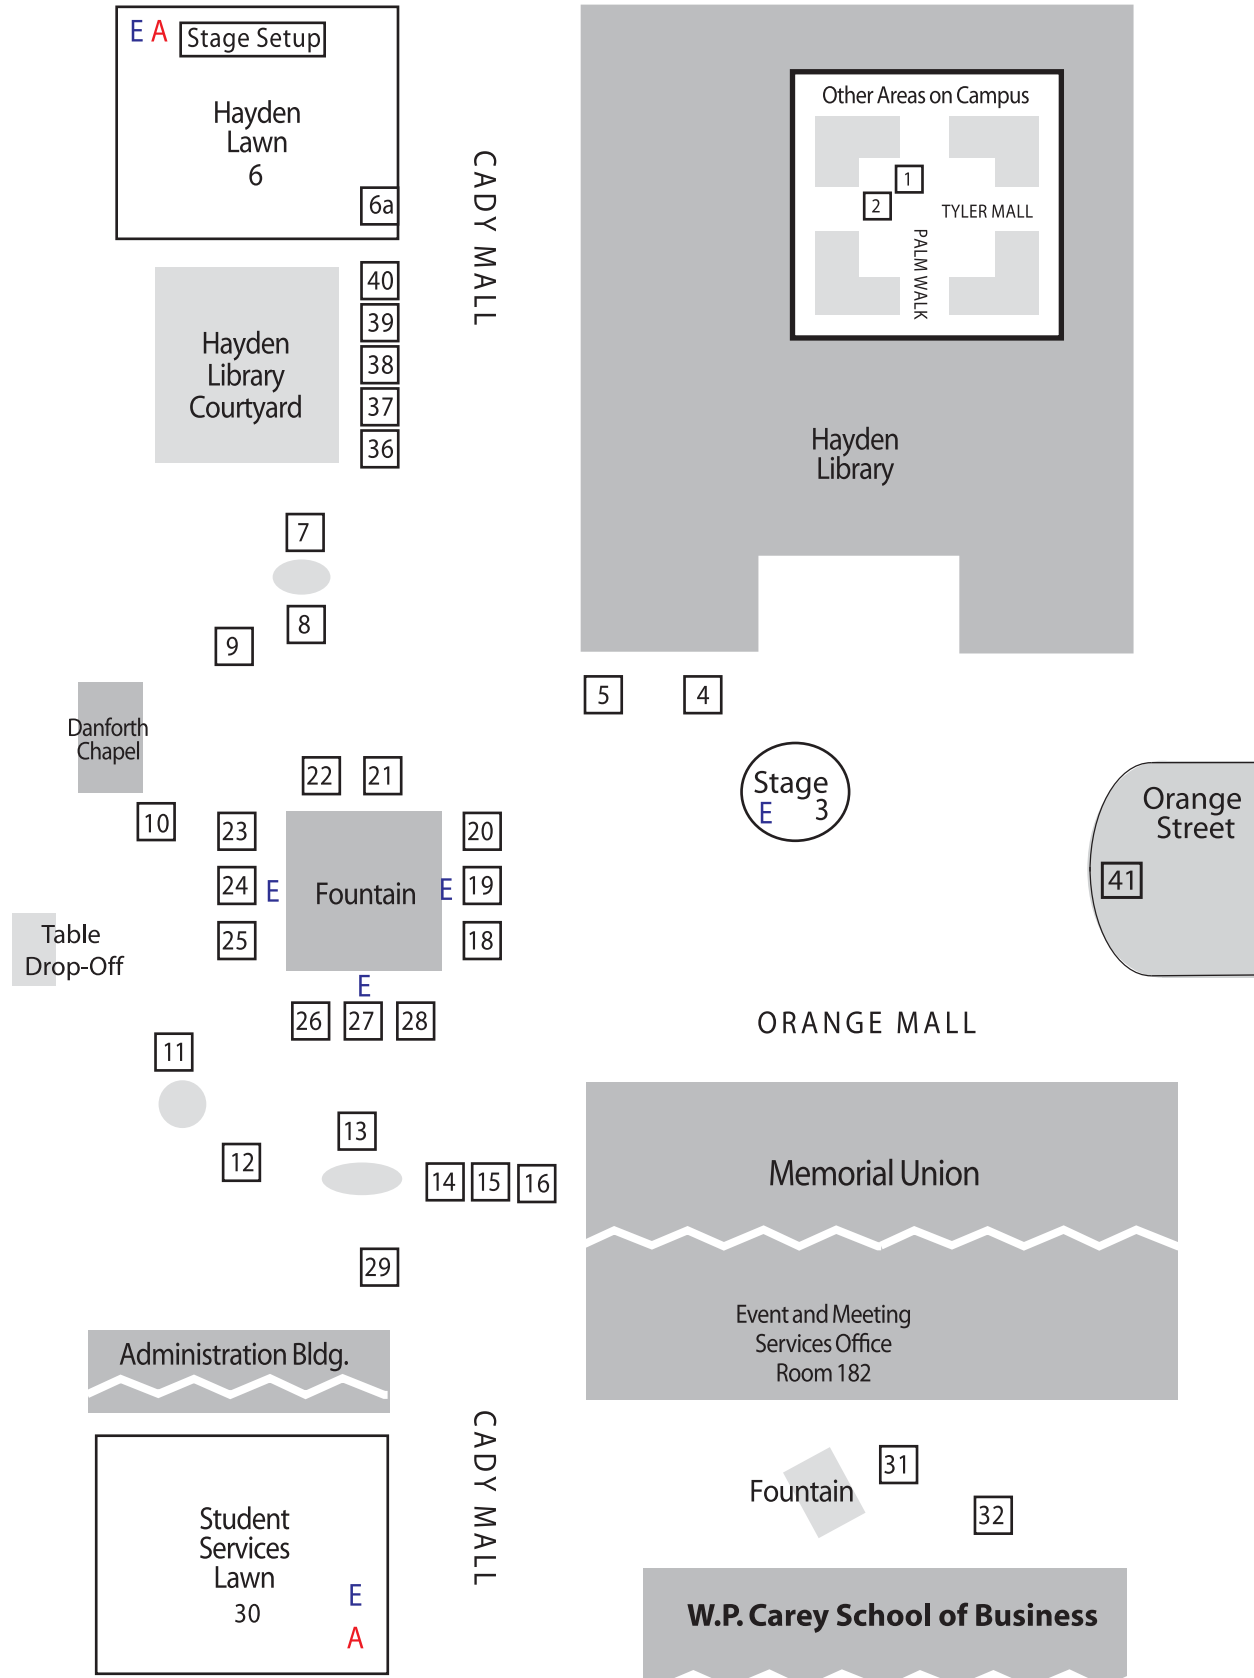 E A Stage Setup
Hayden
Lawn
6
6a
CADY MALL
Other Areas on Campus
1
2
TYLER MALL
PALM WALK
Hayden
Library
40
39
38
37
36
Hayden
Library
Courtyard
7
8
9
5
4
Danforth
Chapel
10
22
21
23
24
25
E
Fountain
E
20
19
18
E
26
27
28
Stage
E 3
Orange
Street
41
Table
Drop-Off
ORANGE MALL
11
12
13
14
15
16
29
Memorial Union
Event and Meeting
Services Office
Room 182
Administration Bldg.
CADY MALL
Student
Services
Lawn
30
E
A
Fountain
31
32
W.P. Carey School of Business